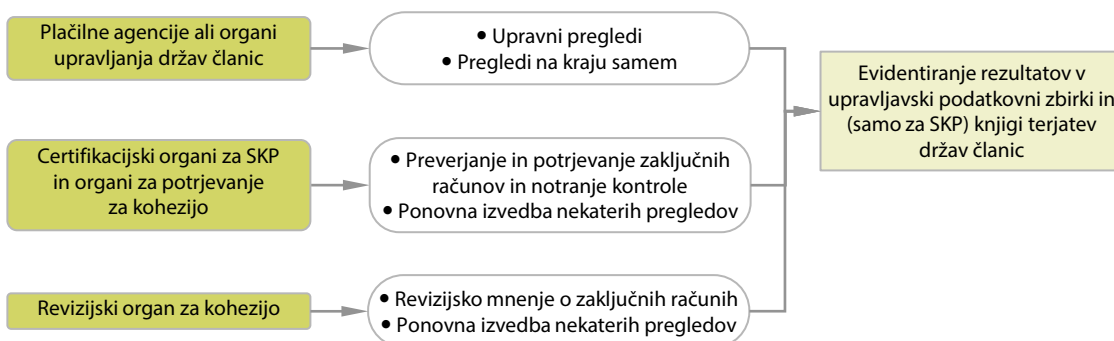 Plačilne agencije ali organi
upravljanja držav članic
• Upravni pregledi
• Pregledi na kraju samem
Evidentiranje rezultatov v
upravljavski podatkovni zbirki in
(samo za SKP) knjigi terjatev
držav članic
Certifikacijski organi za SKP
in organi za potrjevanje
za kohezijo
• Preverjanje in potrjevanje zaključnih
računov in notranje kontrole
• Ponovna izvedba nekaterih pregledov
Revizijski organ za kohezijo
• Revizijsko mnenje o zaključnih računih
• Ponovna izvedba nekaterih pregledov